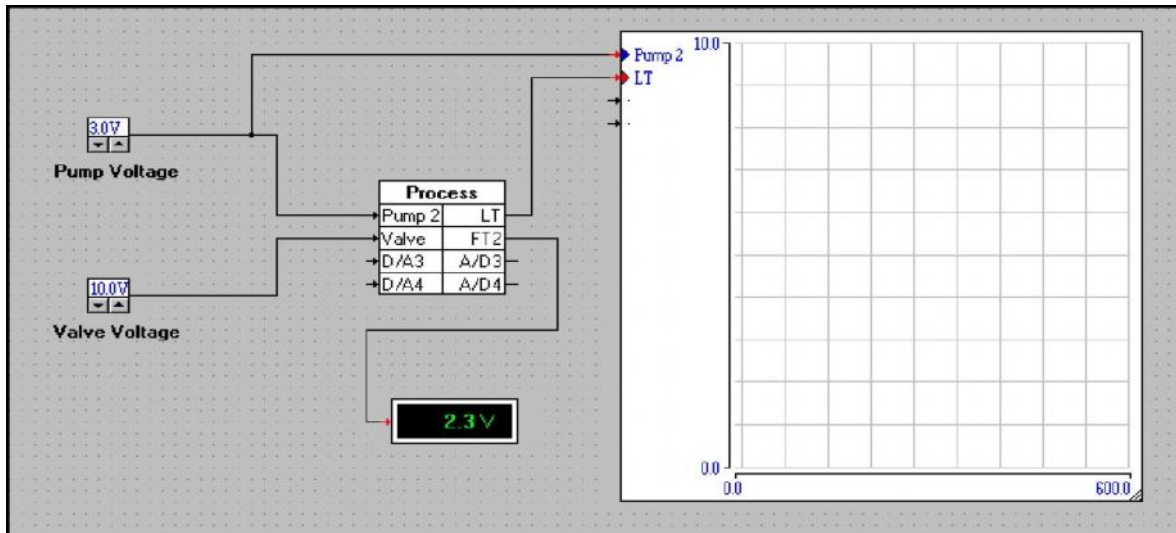 3.0V
Pump Voltage
10.0V
Valve Voltage
Process
Pump 2 LT
Valve FT2
D/A3 A/D3
D/A4 A/D4
2.3 V
Pump 2
LT
10.0
0.0
0.0 600.0